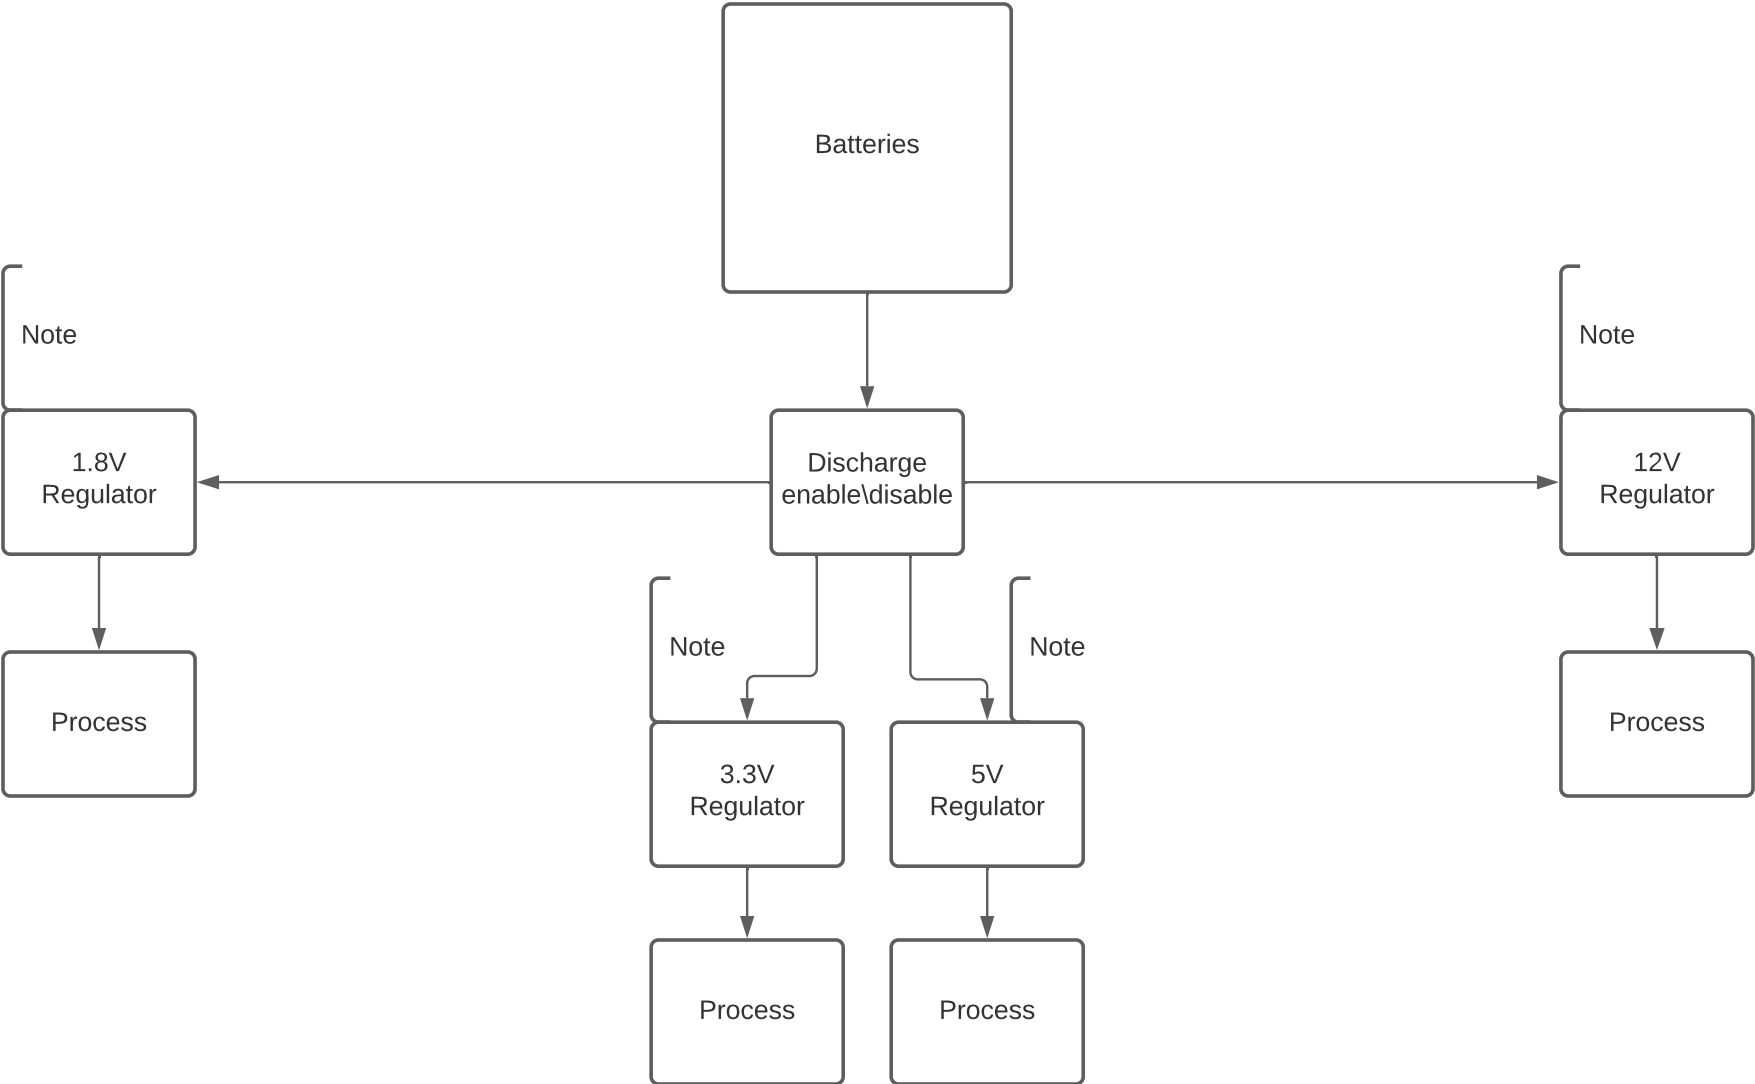 Batteries
Note
Note
1.8V
Regulator
Discharge
enable\disable
12V
Regulator
Note
Note
Process
Process
3.3V
Regulator
5V
Regulator
Process
Process